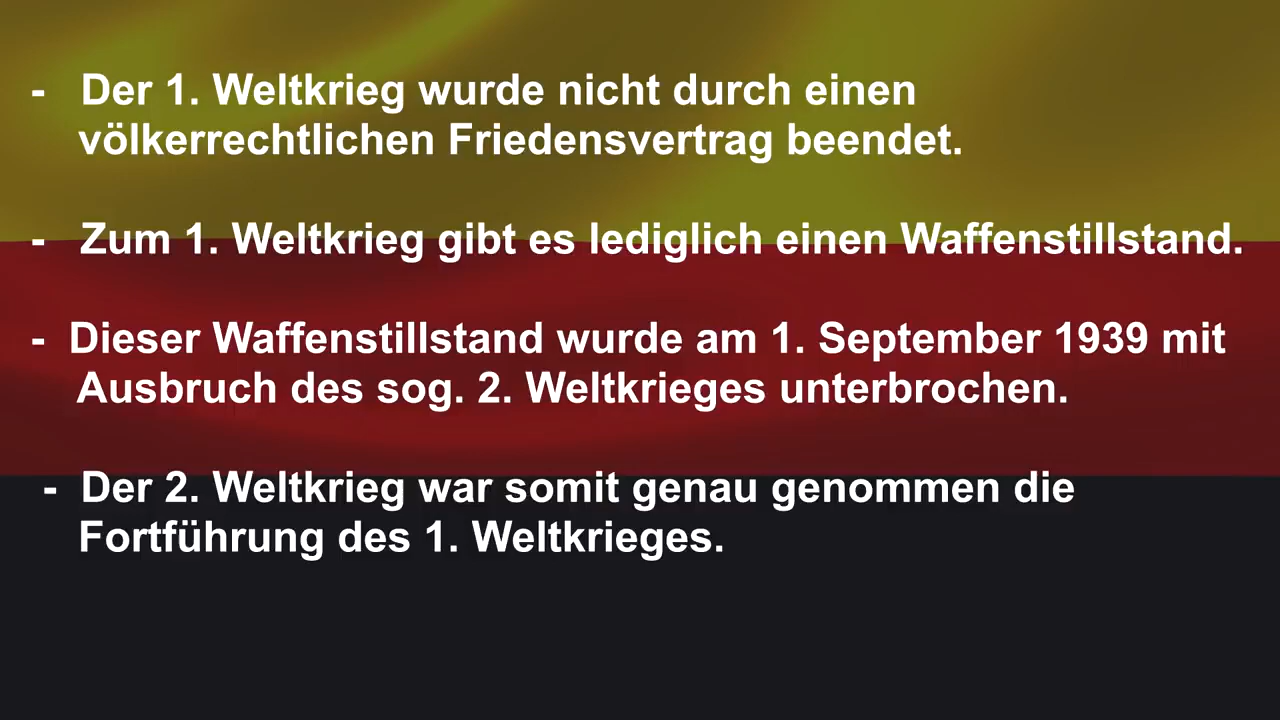 - Der 1. Weltkrieg wurde nicht durch einen
völkerrechtlichen Friedensvertrag beendet.
- Zum 1. Weltkrieg gibt es lediglich einen Waffenstillstand.
- Dieser Waffenstillstand wurde am 1. September 1939 mit
Ausbruch des sog. 2. Weltkrieges unterbrochen.
- Der 2. Weltkrieg war somit genau genommen die
Fortführung des 1. Weltkrieges.